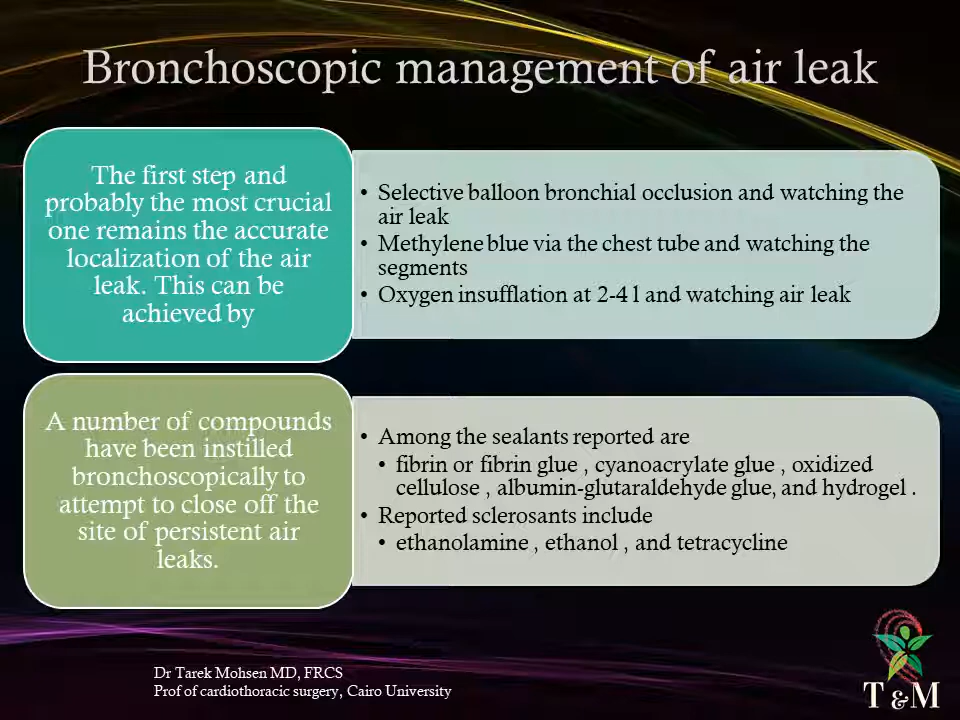 Bronchoscopic management of air leak
The first step and
probably the most crucial
one remains the accurate
localization of the air
leak. This can be
achieved by
• Selective balloon bronchial occlusion and watching the
air leak
• Methylene blue via the chest tube and watching the
segments
• Oxygen insufflation at 2-4 l and watching air leak
A number of compounds
have been instilled
bronchoscopically to
attempt to close off the
site of persistent air
leaks.
• Among the sealants reported are
• fibrin or fibrin glue , cyanoacrylate glue , oxidized
cellulose , albumin-glutaraldehyde glue, and hydrogel .
• Reported sclerosants include
• ethanolamine , ethanol , and tetracycline
Dr Tarek Mohsen MD, FRCS
Prof of cardiothoracic surgery, Cairo University
T &M